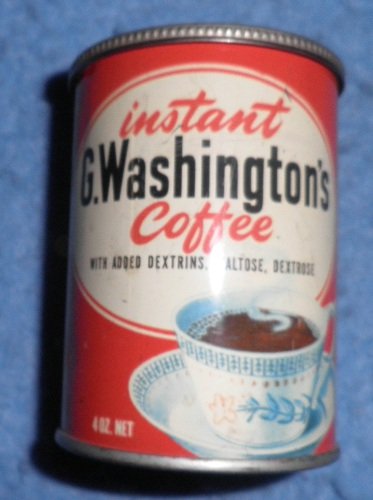 instant
G.Washington's
Coffee
WITH ADDED DEXTRINS, MALTOSE, DEXTROSE
4 OZ. NET